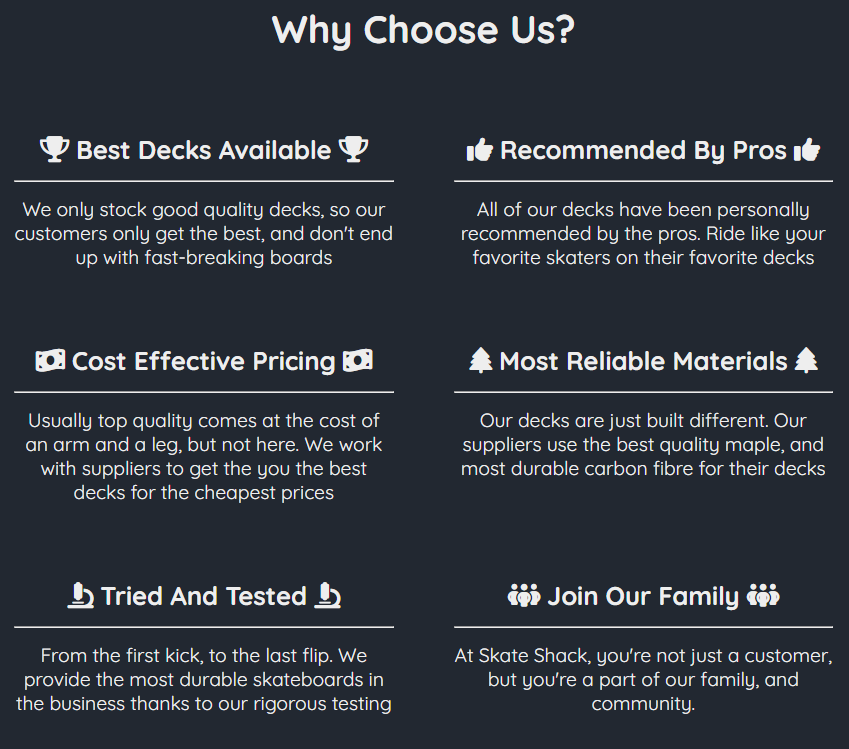 Why Choose Us?
Best Decks Available
We only stock good quality decks, so our
customers only get the best, and don't end
up with fast-breaking boards
Recommended By Pros
All of our decks have been personally
recommended by the pros. Ride like your
favorite skaters on their favorite decks
Cost Effective Pricing
Usually top quality comes at the cost of
an arm and a leg, but not here. We work
with suppliers to get the you the best
decks for the cheapest prices
Most Reliable Materials
Our decks are just built different. Our
suppliers use the best quality maple, and
most durable carbon fibre for their decks
Tried And Tested
From the first kick, to the last flip. We
provide the most durable skateboards in
the business thanks to our rigorous testing
Join Our Family
At Skate Shack, you're not just a customer,
but you're a part of our family, and
community.